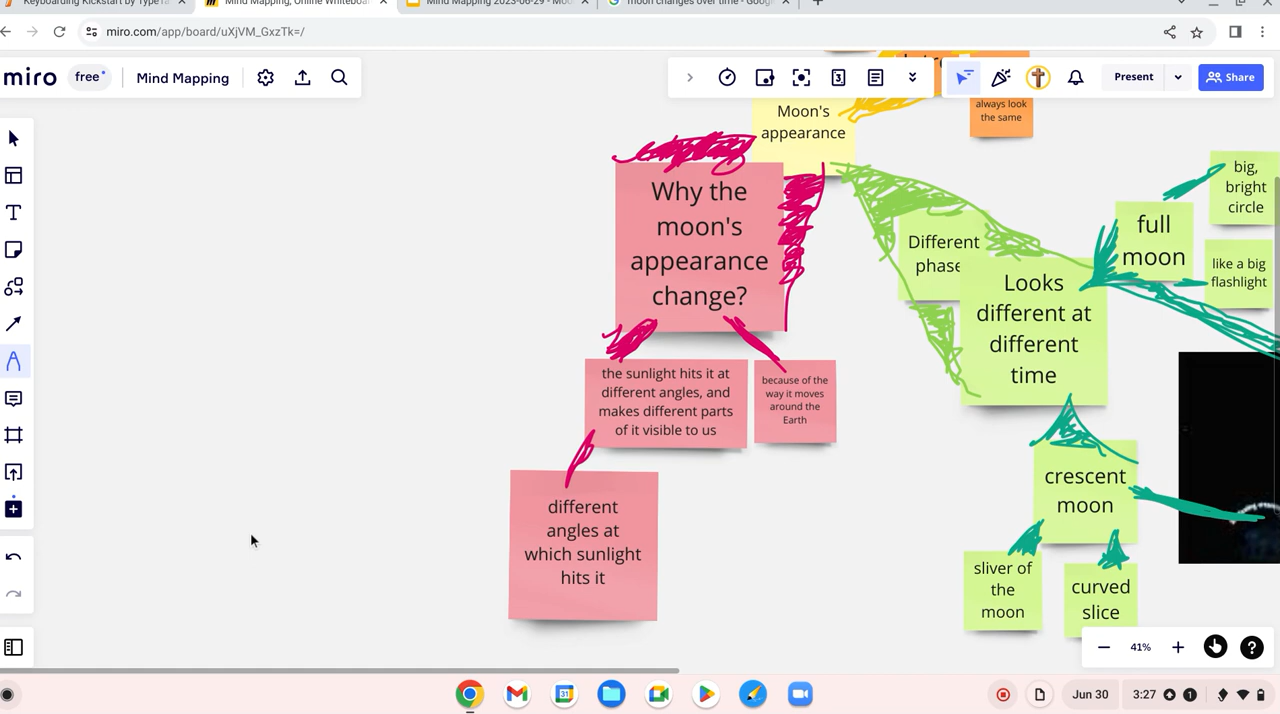 Keyboarding Kickstart by Type
Mind Mapping, Online Whiteboard
Mind Mapping 2023-06-29 - Moo
moon changes over time - Goog
miro.com/app/board/uXjVM_GxzTk=/
miro
free
Mind Mapping
3
Present
Share
Moon's
appearance
always look
the same
Why the
moon's
appearance
change?
the sunlight hits it at
different angles, and
makes different parts
of it visible to us
because of the
way it moves
around the
Earth
different
angles at
which sunlight
hits it
Different
phase
Looks
different at
different
time
full
moon
big,
bright
circle
like a big
flashlight
crescent
moon
sliver of
the
moon
curved
slice
41%
31
Jun 30
3:27
1